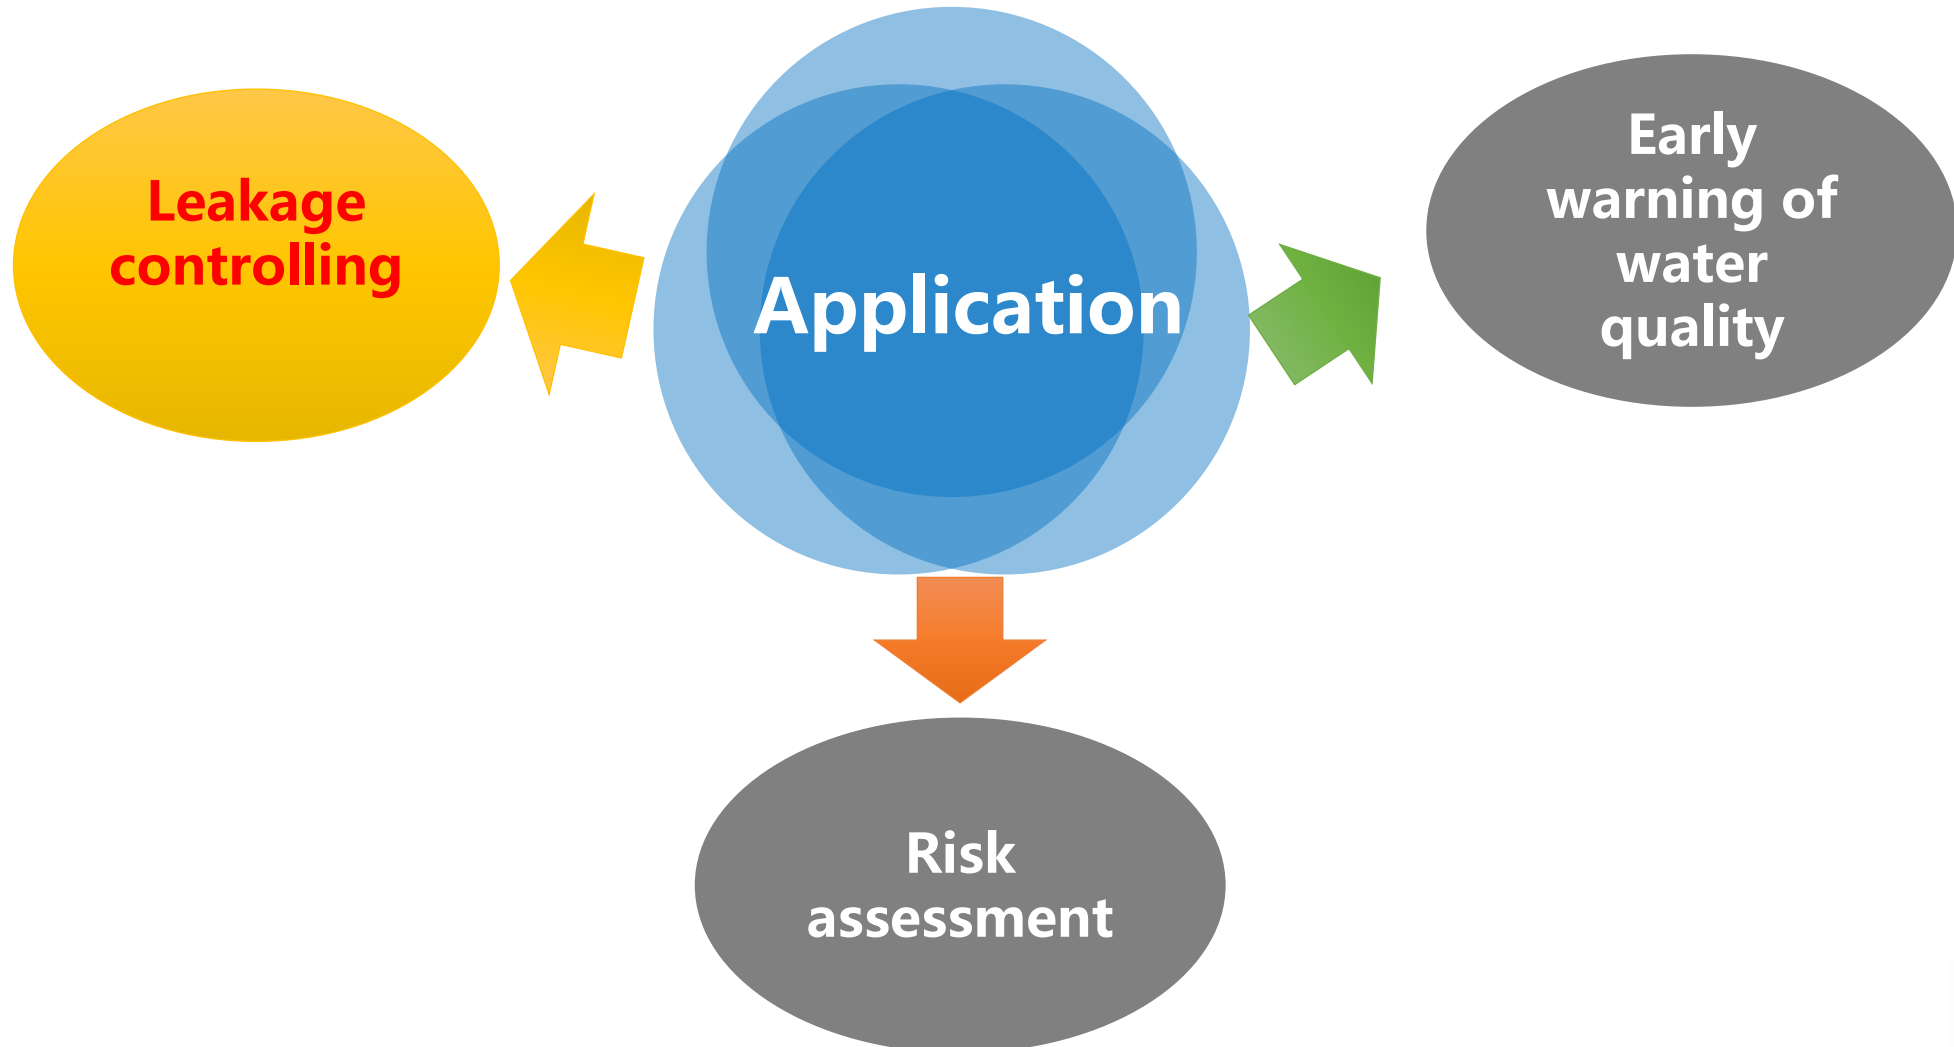 Leakage
controlling
Application
Early
warning of
water
quality
Risk
assessment